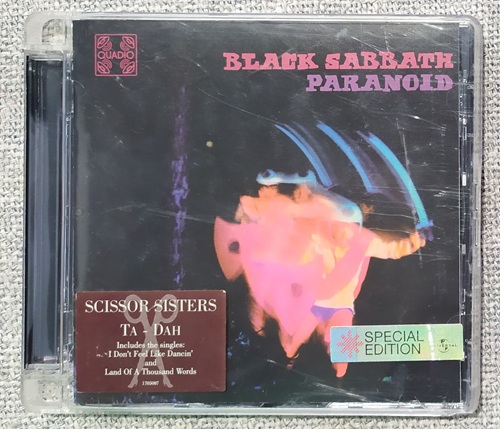 QUADIO
BLACK SABBATH
PARANOID
SCISSOR SISTERS
TA - DAH
Includes the singles:
"I Don't Feel Like Dancin'
and
Land Of A Thousand Words
SPECIAL
EDITION
UNIVERSAL